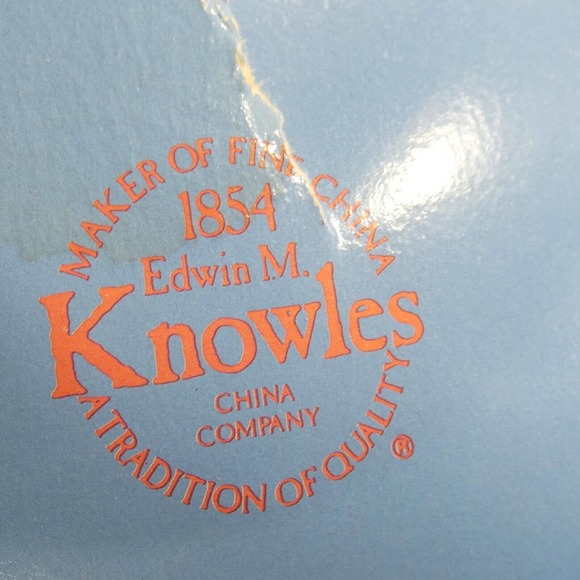 MAKER OF FINE CHINA
1854
Edwin M.
Knowles
CHINA
COMPANY
A TRADITION OF QUALITY
®